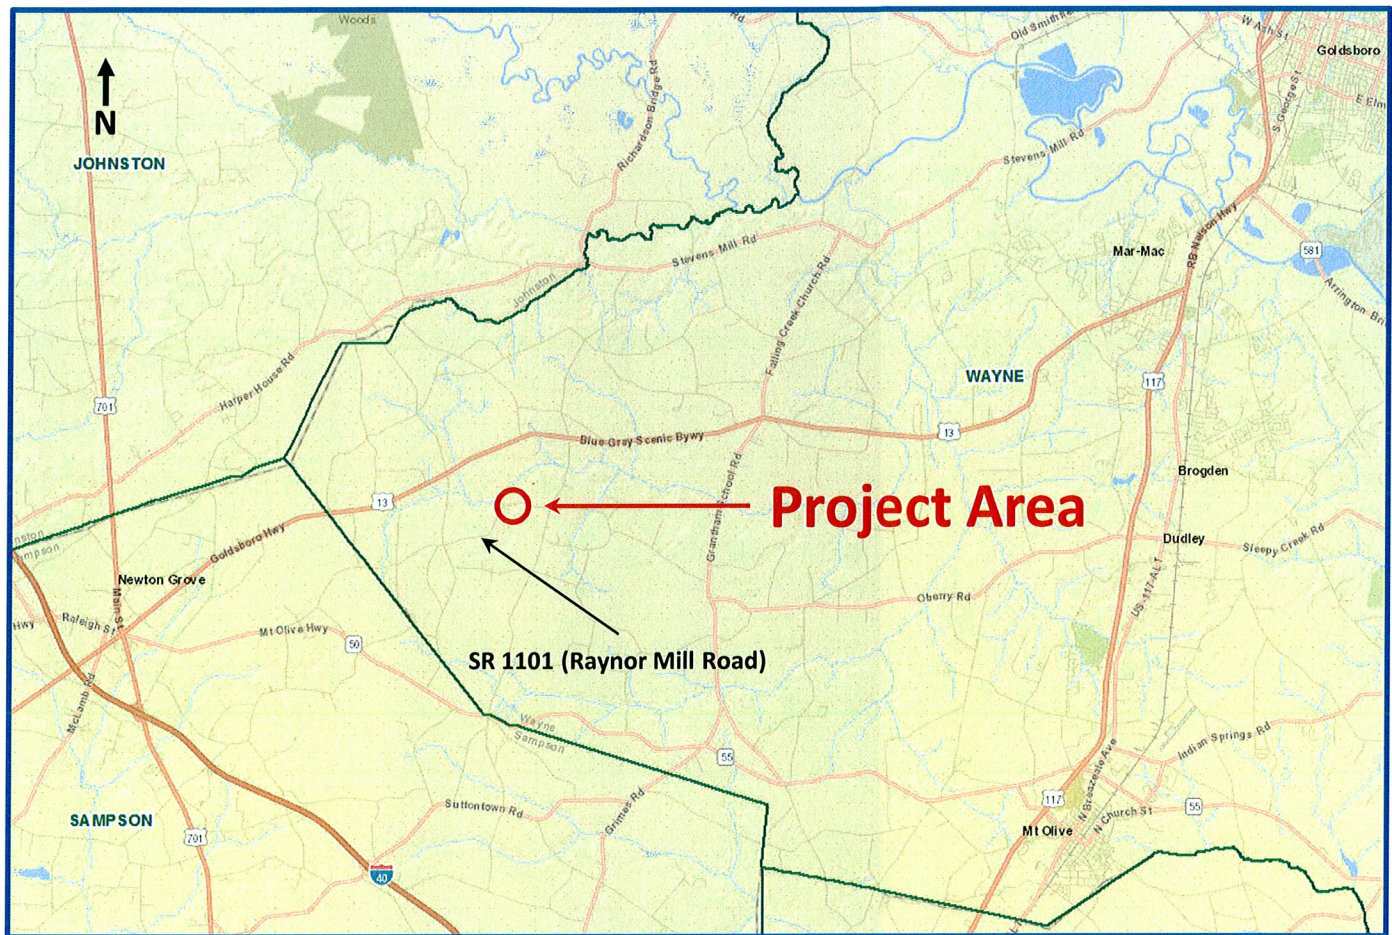 Woods
Rd
Old Smith
W Ash St
Goldsboro
N
JOHNSTON
Richardson Bridge Rd
S George St
E Elm
Stevens Mill Rd
Mar-Mac
RB Nelson Hwy
581
Arrington Bri
Stevens Mill Rd
Johnston
Falling Creek Church Rd
Harper House Rd
701
WAYNE
117
13
Blue Gray Scenic Bywy
Brogden
13
Project Area
Grantham School Rd
Goldsboro Hwy
nston
ampson
Dudley
Sleepy Creek Rd
Newton Grove
Main St
Oberry Rd
US-117-ALT
Hwy
Raleigh St
Mt Olive Hwy
50
SR 1101 (Raynor Mill Road)
McLamb Rd
Wayne
Sampson
55
Indian Springs Rd
N Breazeale Ave
117
55
SAMPSON
Suttontown Rd
Grimes Rd
N Church St
Mt Olive
701
40